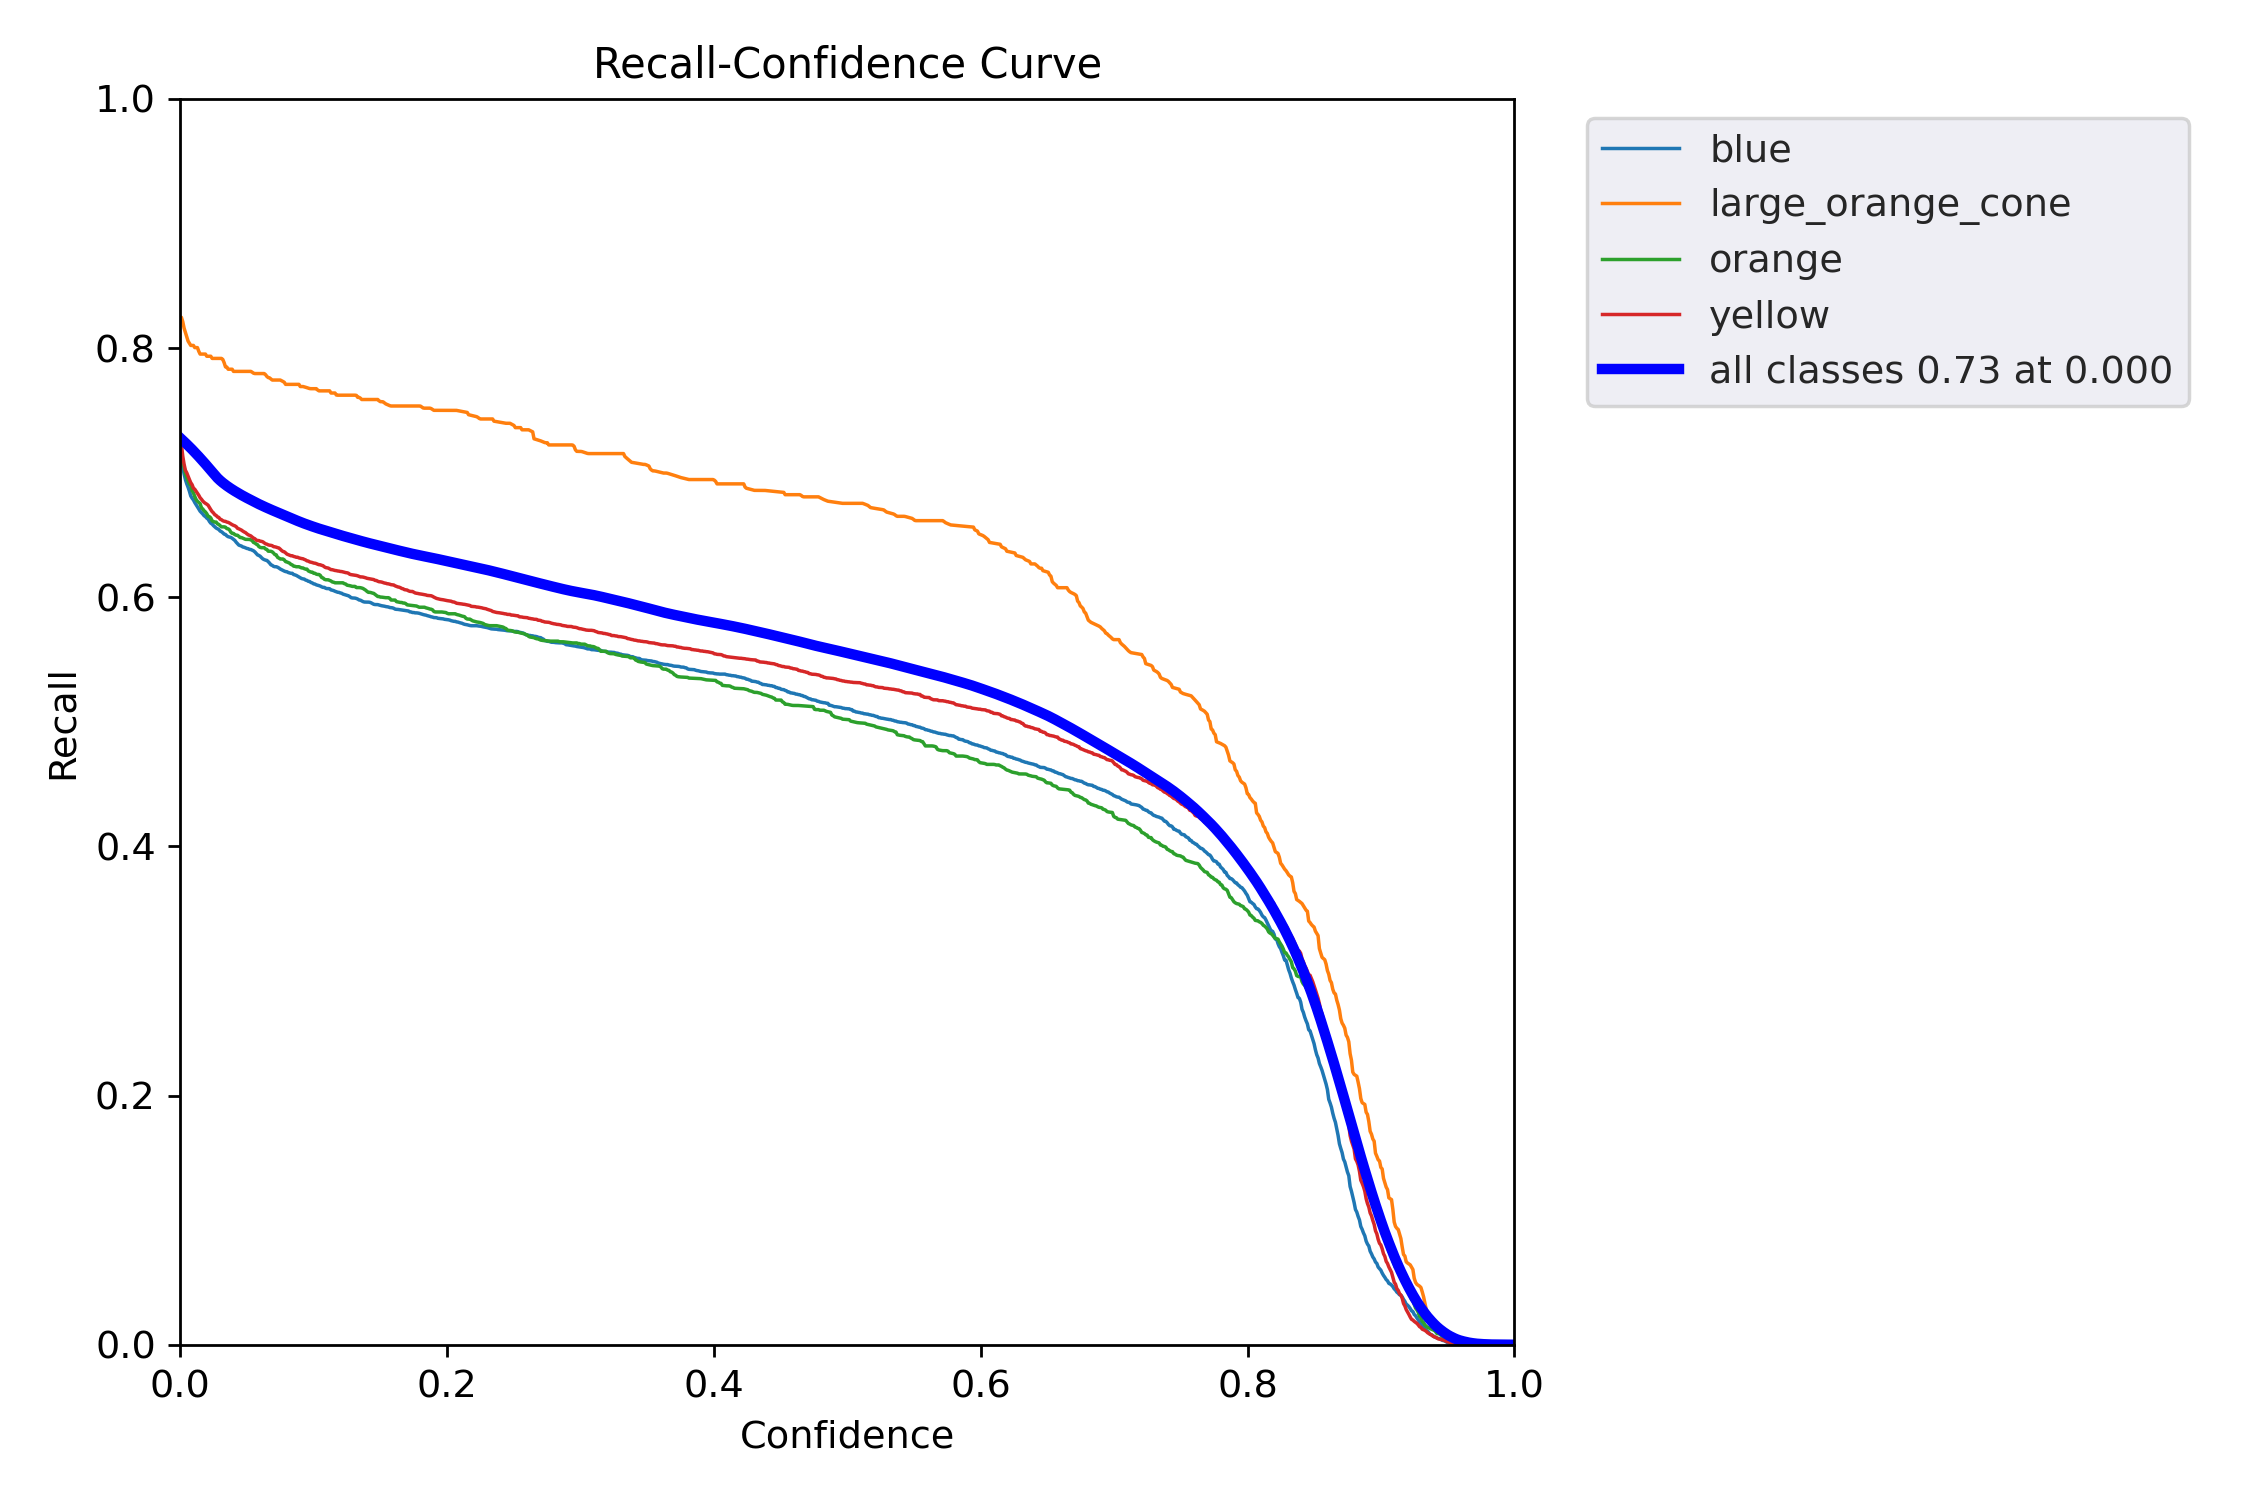 Recall-Confidence Curve
1.0
0.8
0.6
0.4
0.2
0.0
Recall
0.0 0.2 0.4 0.6 0.8 1.0
Confidence
blue
large_orange_cone
orange
yellow
all classes 0.73 at 0.000